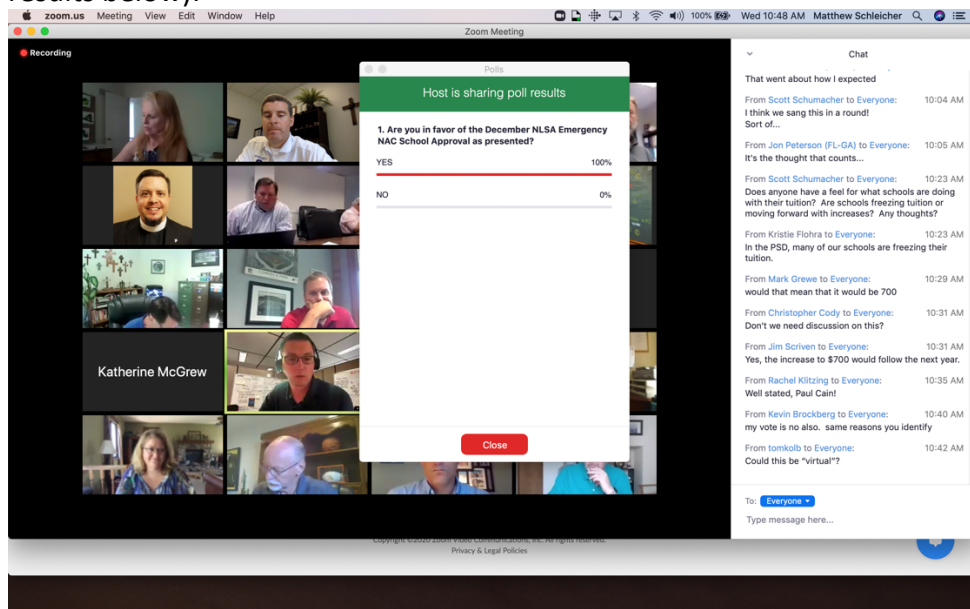 results below):
zoom.us Meeting View Edit Window Help 100% Wed 10:48 AM Matthew Schleicher
Zoom Meeting
Recording
Katherine McGrew
Polls
Host is sharing poll results
1. Are you in favor of the December NLSA Emergency
NAC School Approval as presented?
YES 100%
NO 0%
Close
Chat
That went about how I expected
From Scott Schumacher to Everyone: 10:04 AM
I think we sang this in a round!
Sort of...
From Jon Peterson (FL-GA) to Everyone: 10:05 AM
It's the thought that counts...
From Scott Schumacher to Everyone: 10:23 AM
Does anyone have a feel for what schools are doing
with their tuition? Are schools freezing tuition or
moving forward with increases? Any thoughts?
From Kristie Flohra to Everyone: 10:23 AM
In the PSD, many of our schools are freezing their
tuition.
From Mark Grewe to Everyone: 10:29 AM
would that mean that it would be 700
From Christopher Cody to Everyone: 10:31 AM
Don't we need discussion on this?
From Jim Scriven to Everyone: 10:31 AM
Yes, the increase to $700 would follow the next year.
From Rachel Klitzing to Everyone: 10:35 AM
Well stated, Paul Cain!
From Kevin Brockberg to Everyone: 10:40 AM
my vote is no also. same reasons you identify
From tomkolb to Everyone: 10:42 AM
Could this be "virtual"?
To: Everyone
Type message here...
Copyright ©2020 Zoom Video Communications, Inc. All rights reserved.
Privacy & Legal Policies